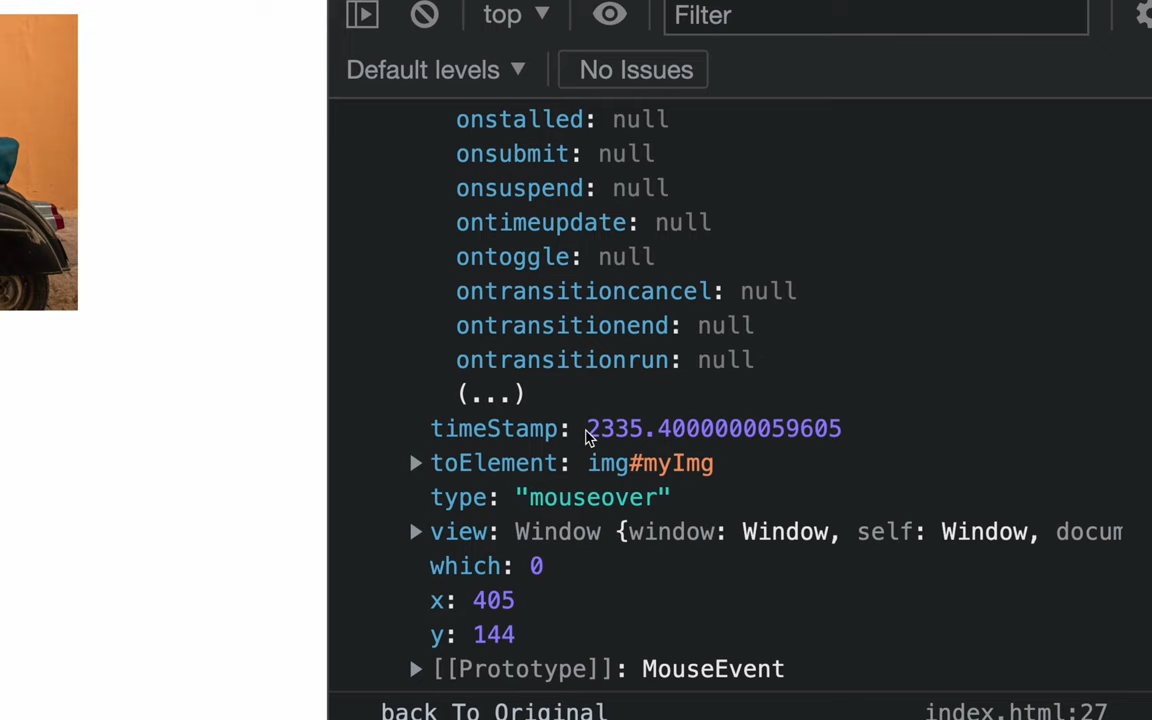 top ▼ Filter
Default levels ▼ No Issues
onstalled: null
onsubmit: null
onsuspend: null
ontimeupdate: null
ontoggle: null
ontransitioncancel: null
ontransitionend: null
ontransitionrun: null
(...)
timeStamp: 2335.4000000059605
▶ toElement: img#myImg
type: "mouseover"
▶ view: Window {window: Window, self: Window, docum
which: 0
x: 405
y: 144
▶ [[Prototype]]: MouseEvent
back To Original index.html:27